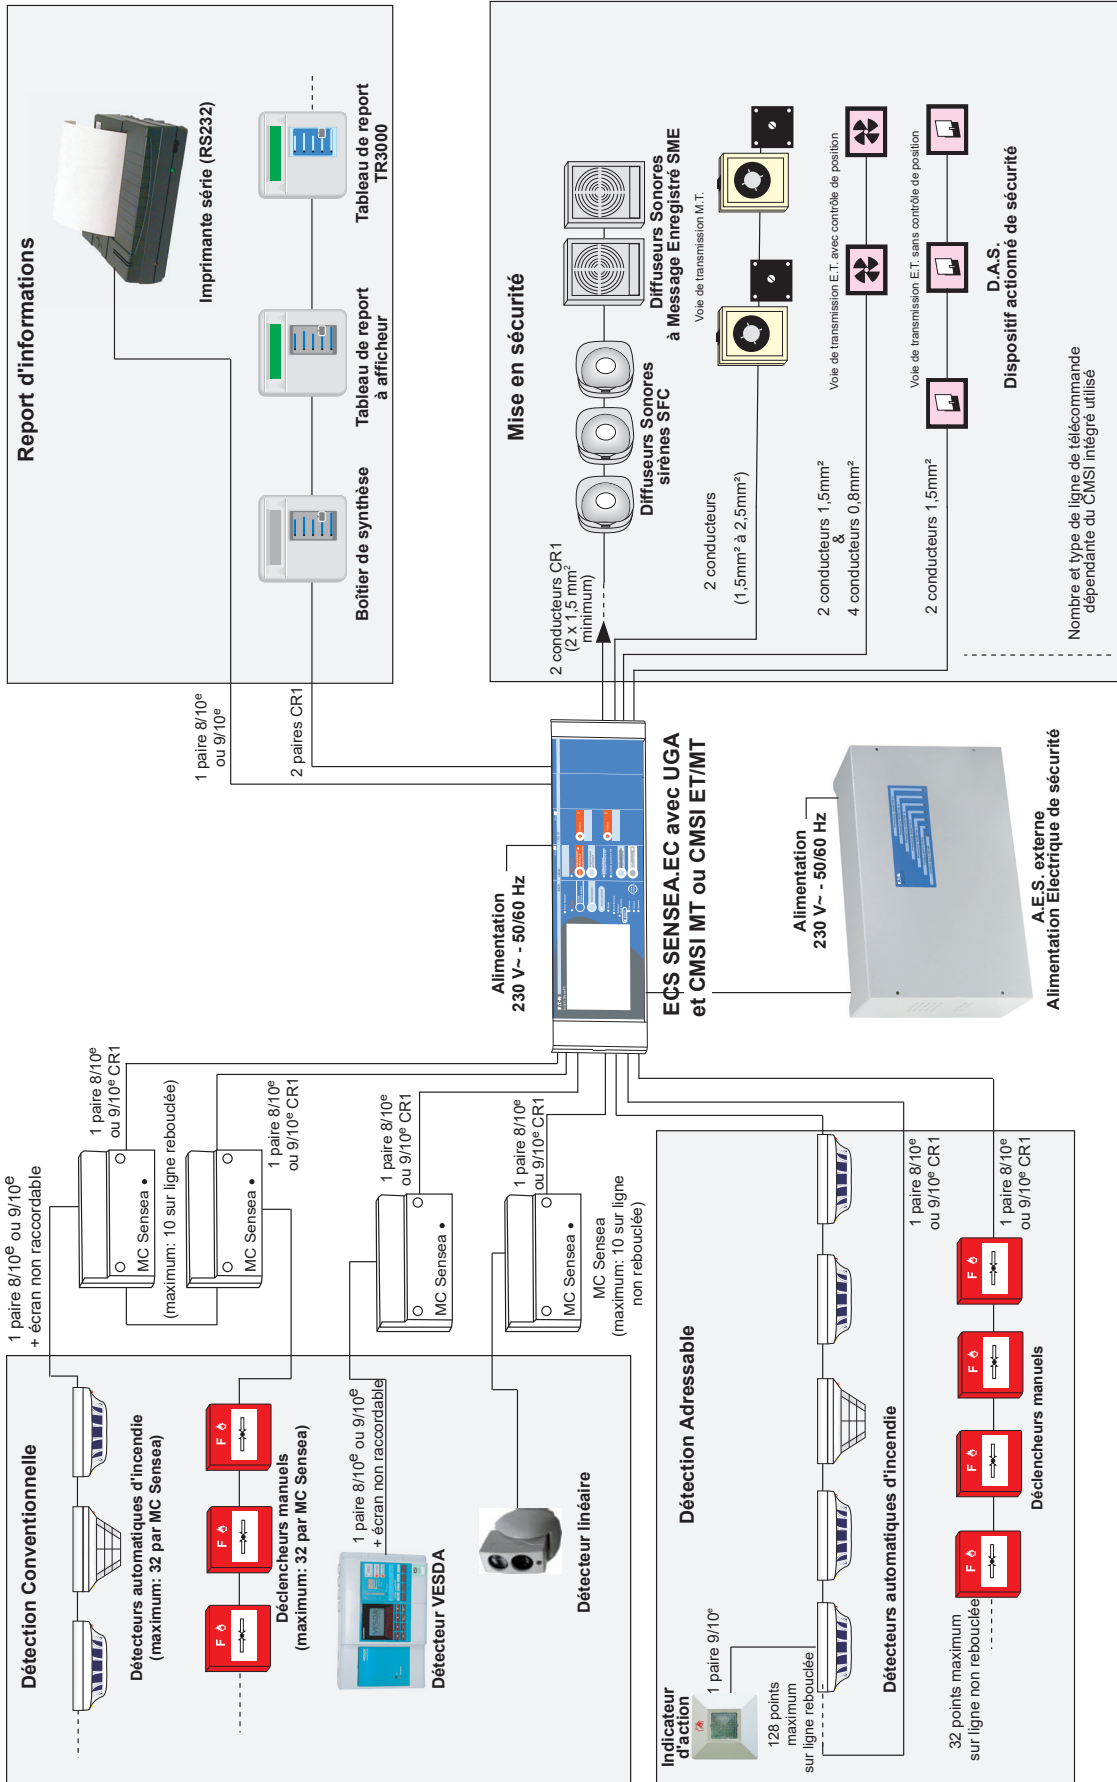 Détection Conventionnelle
Détecteurs automatiques d'incendie
(maximum: 32 par MC Sensea)
1 paire 8/10e ou 9/10e
+ écran non raccordable
MC Sensea
1 paire 8/10e
ou 9/10e CR1
(maximum: 10 sur ligne rebouclée)
F
F
F
Déclencheurs manuels
(maximum: 32 par MC Sensea)
MC Sensea
1 paire 8/10e
ou 9/10e CR1
VESDA
Détecteur VESDA
1 paire 8/10e ou 9/10e
+ écran non raccordable
MC Sensea
1 paire 8/10e
ou 9/10e CR1
Détecteur linéaire
MC Sensea
1 paire 8/10e
ou 9/10e CR1
MC Sensea
(maximum: 10 sur ligne
non rebouclée)
Détection Adressable
Indicateur
d'action
1 paire 9/10e
128 points
maximum
sur ligne rebouclée
Détecteurs automatiques d'incendie
1 paire 8/10e
ou 9/10e CR1
32 points maximum
sur ligne non rebouclée
F
F
F
F
Déclencheurs manuels
1 paire 8/10e
ou 9/10e CR1
Alimentation
230 V~ - 50/60 Hz
ECS SENSEA.EC avec UGA
et CMSI MT ou CMSI ET/MT
Alimentation
230 V~ - 50/60 Hz
A.E.S. externe
Alimentation Electrique de sécurité
Report d'informations
1 paire 8/10e
ou 9/10e
Imprimante série (RS232)
2 paires CR1
Boîtier de synthèse
Tableau de report
à afficheur
Tableau de report
TR3000
Mise en sécurité
2 conducteurs CR1
(2 x 1,5 mm2
minimum)
Diffuseurs Sonores
sirènes SFC
Diffuseurs Sonores
à Message Enregistré SME
Voie de transmission M.T.
2 conducteurs
(1,5mm² à 2,5mm²)
Voie de transmission E.T. avec contrôle de position
2 conducteurs 1,5mm²
&
4 conducteurs 0,8mm²
Voie de transmission E.T. sans contrôle de position
2 conducteurs 1,5mm²
D.A.S.
Dispositif actionné de sécurité
Nombre et type de ligne de télécommande
dépendante du CMSI intégré utilisé